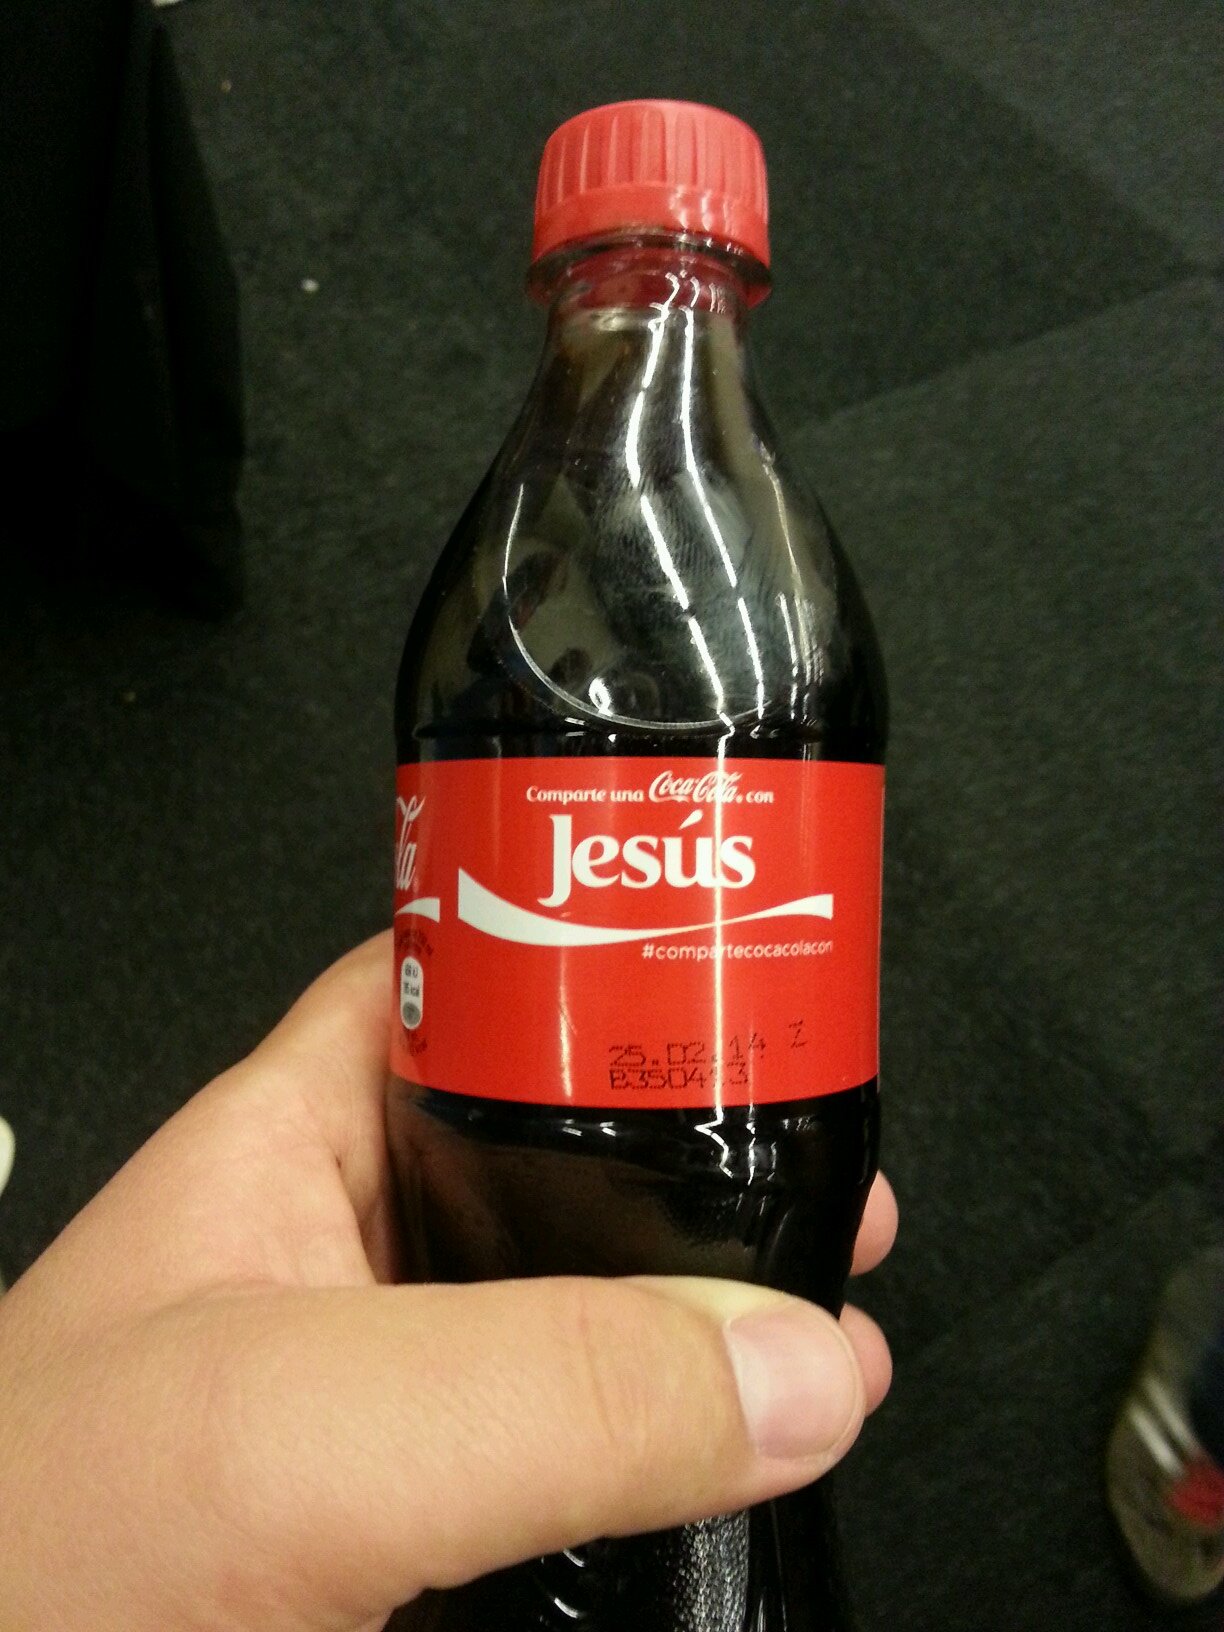 Comparte una Coca-Cola con
Jesús
#compartecocacolacon
25.02.14 Z